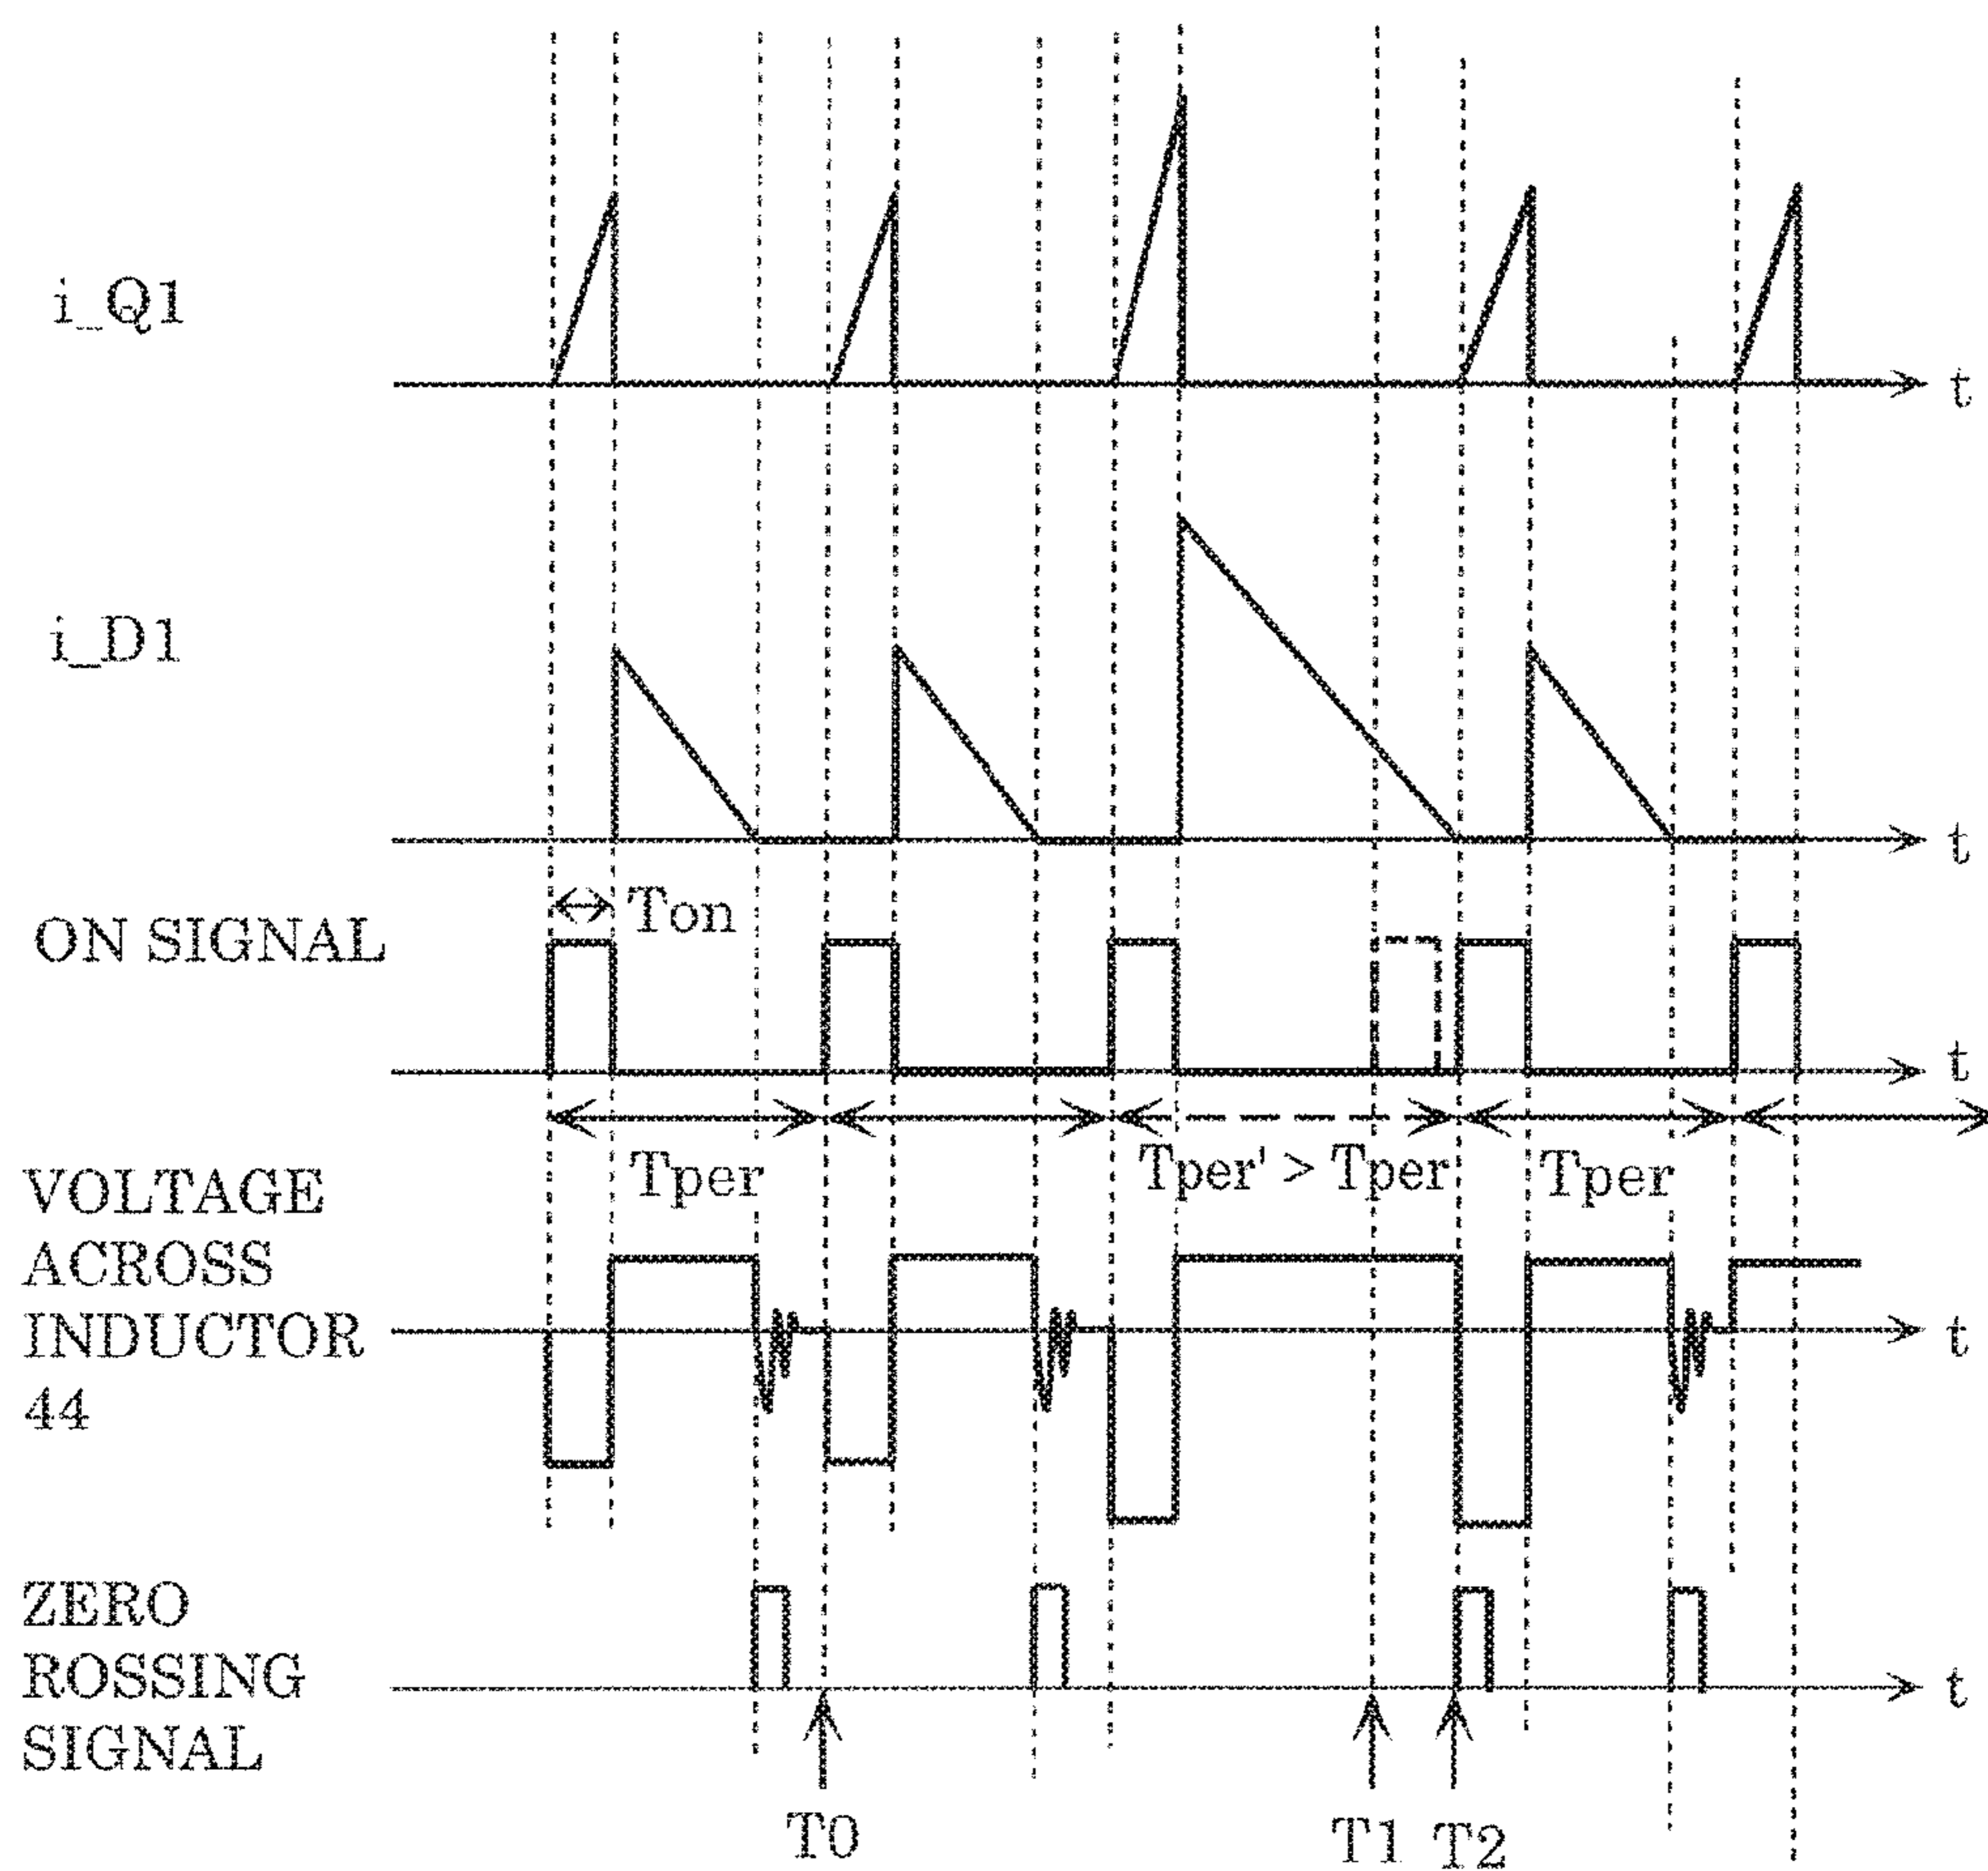 i_Q1
t
i_D1
t
Ton
ON SIGNAL
t
Tper
Tper' > Tper
Tper
VOLTAGE
ACROSS
INDUCTOR
44
t
ZERO
ROSSING
SIGNAL
t
T0
T1
T2